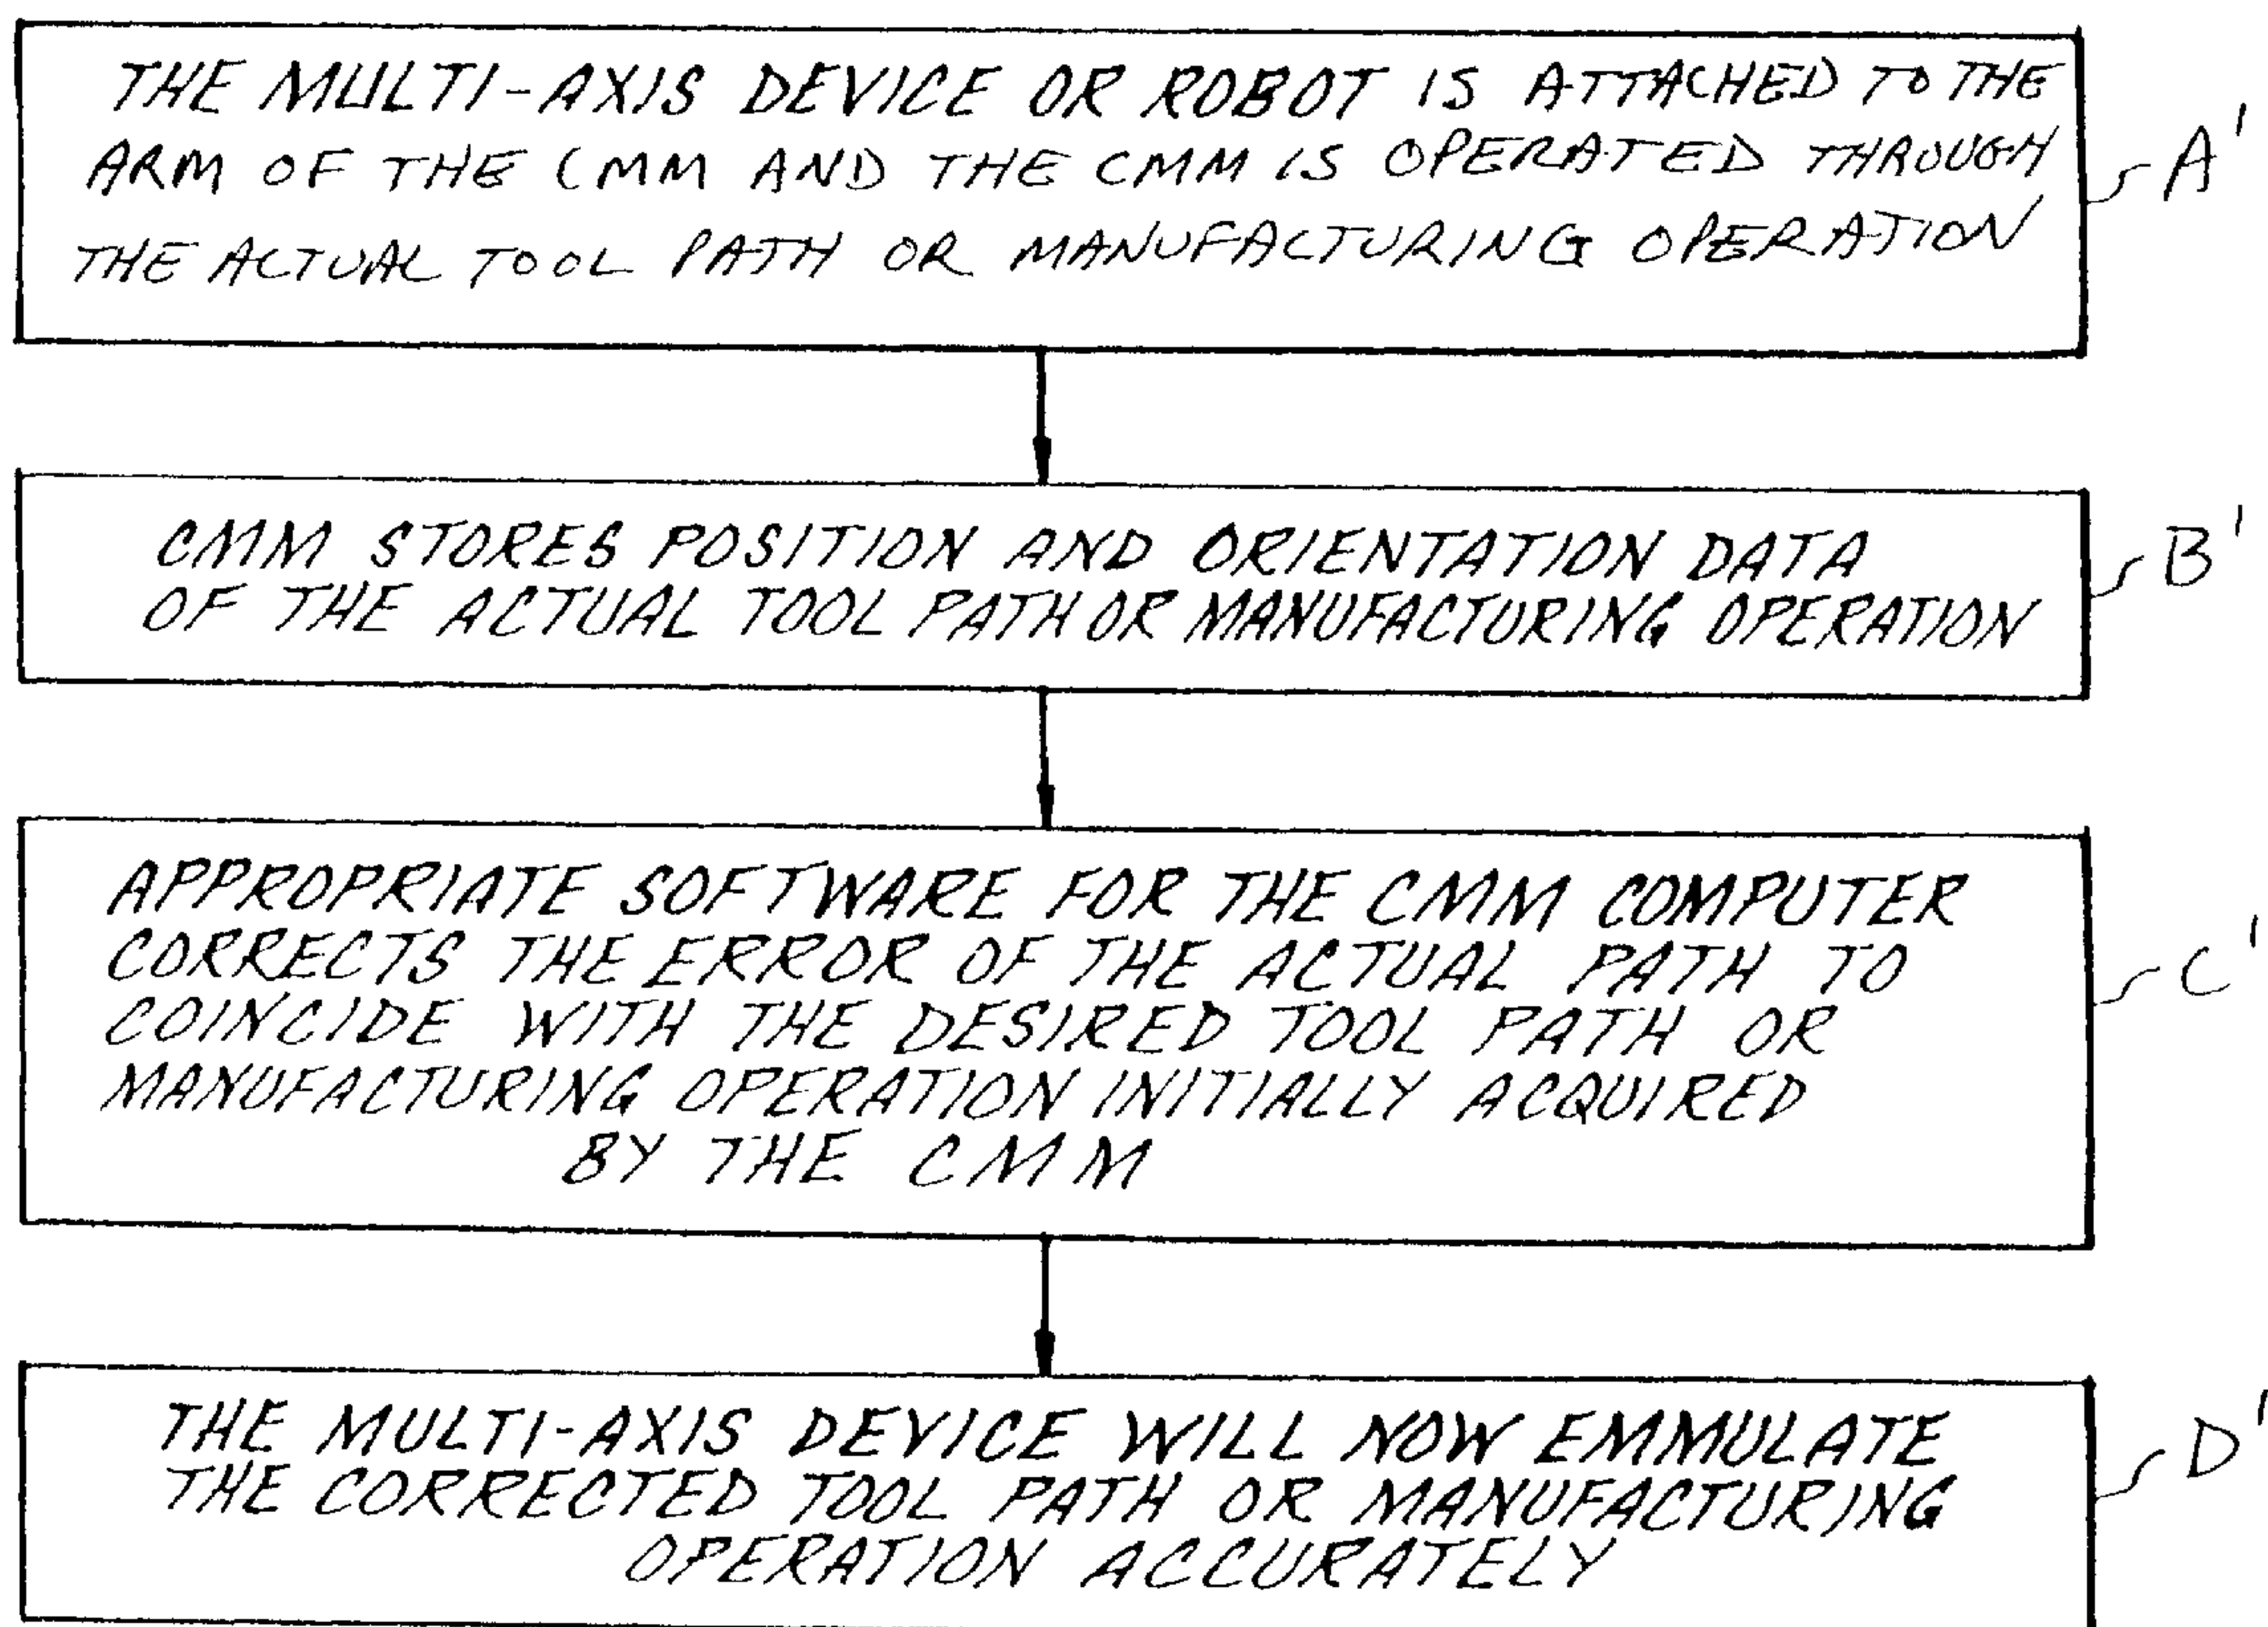 THE MULTI-AXIS DEVICE OR ROBOT IS ATTACHED TO THE
ARM OF THE CMM AND THE CMM IS OPERATED THROUGH
THE ACTUAL TOOL PATH OR MANUFACTURING OPERATION
A'
CMM STORES POSITION AND ORIENTATION DATA
OF THE ACTUAL TOOL PATH OR MANUFACTURING OPERATION
B'
APPROPRIATE SOFTWARE FOR THE CMM COMPUTER
CORRECTS THE ERROR OF THE ACTUAL PATH TO
COINCIDE WITH THE DESIRED TOOL PATH OR
MANUFACTURING OPERATION INITIALLY ACQUIRED
BY THE CMM
C'
THE MULTI-AXIS DEVICE WILL NOW EMMULATE
THE CORRECTED TOOL PATH OR MANUFACTURING
OPERATION ACCURATELY
D'